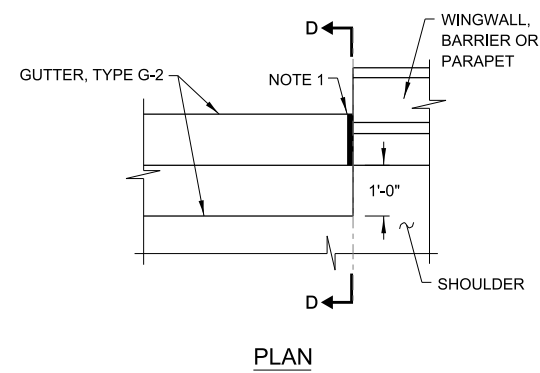 D
WINGWALL,
BARRIER OR
PARAPET
GUTTER, TYPE G-2
NOTE 1
1'-0"
SHOULDER
D
PLAN